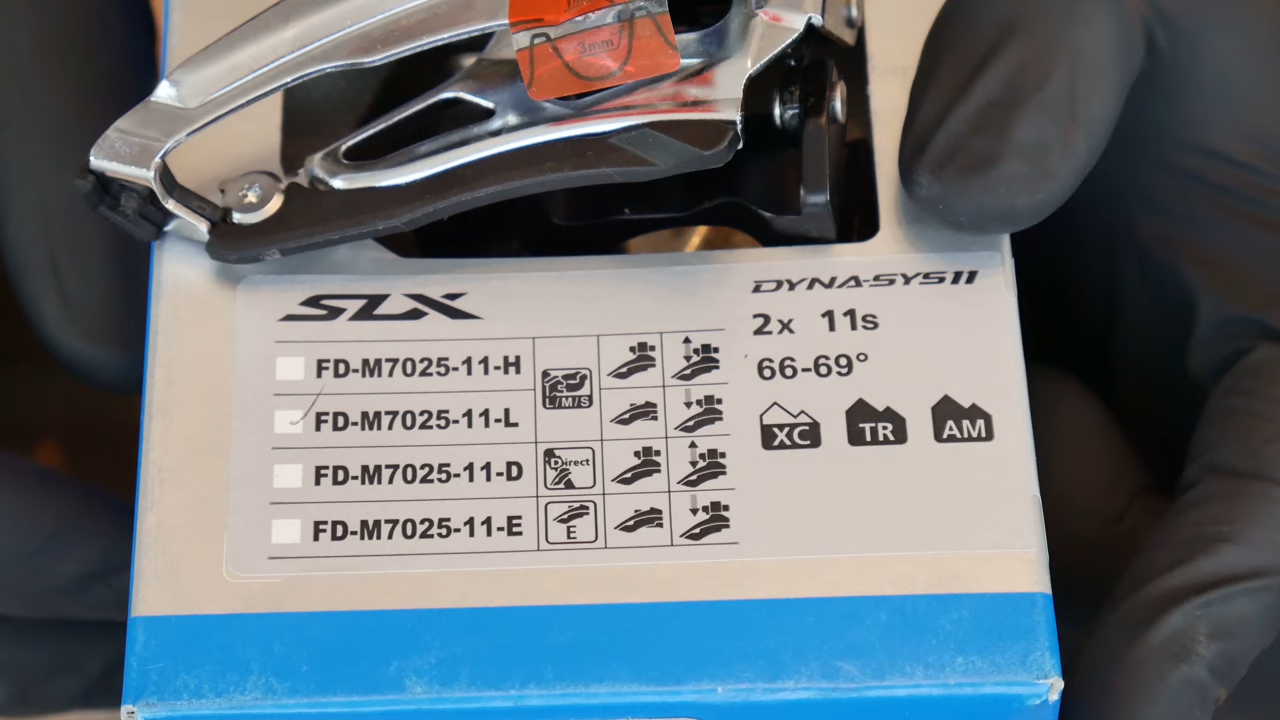 3mm
SLX
DYNA-SYS11
2x 11s
66-69°
FD-M7025-11-H
L/M/S
FD-M7025-11-L
FD-M7025-11-D
Direct
FD-M7025-11-E
E
XC TR AM